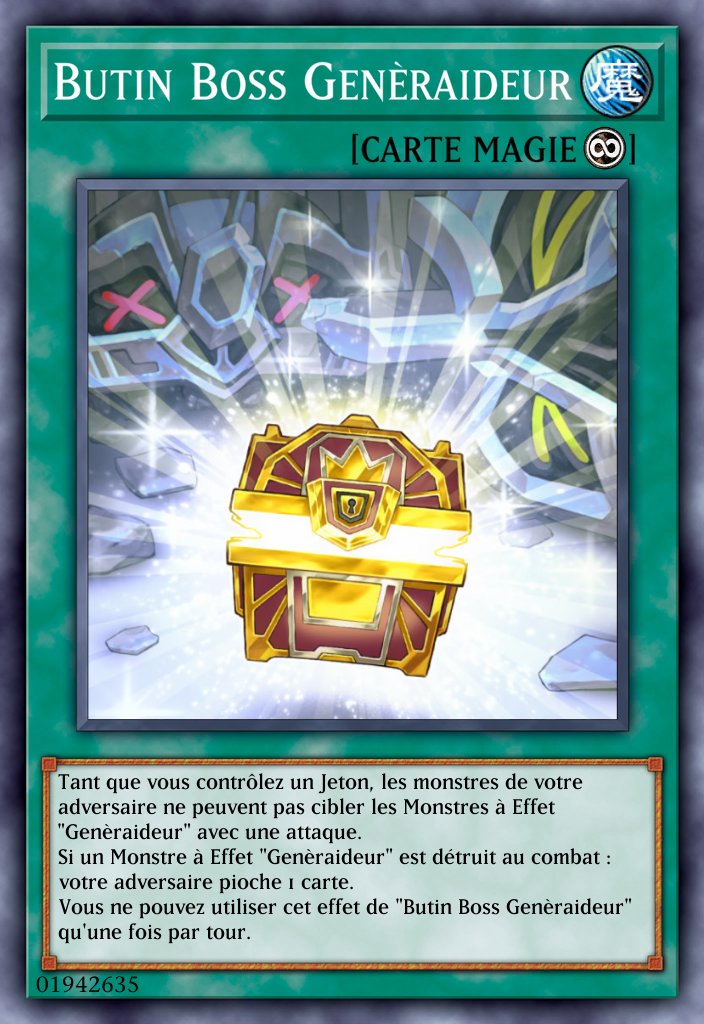 Butin Boss Genèraideur 魔
[CARTE MAGIE ∞]
Tant que vous contrôlez un Jeton, les monstres de votre
adversaire ne peuvent pas cibler les Monstres à Effet
"Genèraideur" avec une attaque.
Si un Monstre à Effet "Genèraideur" est détruit au combat :
votre adversaire pioche 1 carte.
Vous ne pouvez utiliser cet effet de "Butin Boss Genèraideur"
qu'une fois par tour.
01942635